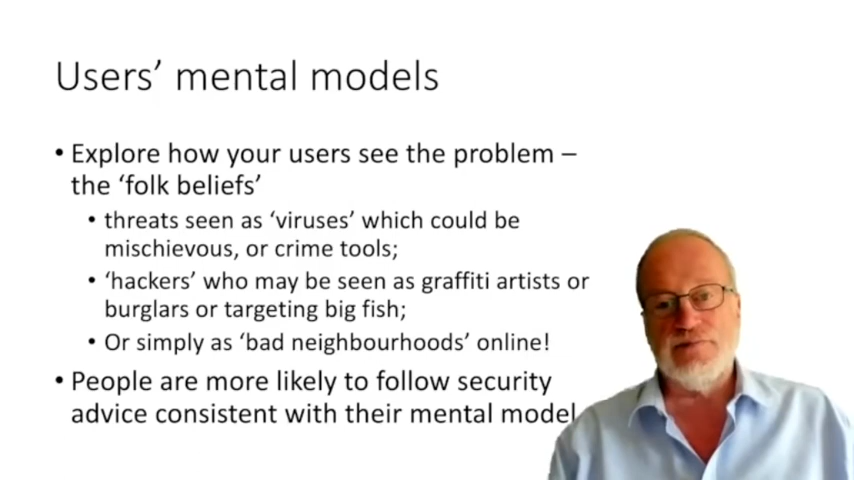 Users’ mental models
• Explore how your users see the problem –
the ‘folk beliefs’
• threats seen as ‘viruses’ which could be
mischievous, or crime tools;
• ‘hackers’ who may be seen as graffiti artists or
burglars or targeting big fish;
• Or simply as ‘bad neighbourhoods’ online!
• People are more likely to follow security
advice consistent with their mental model